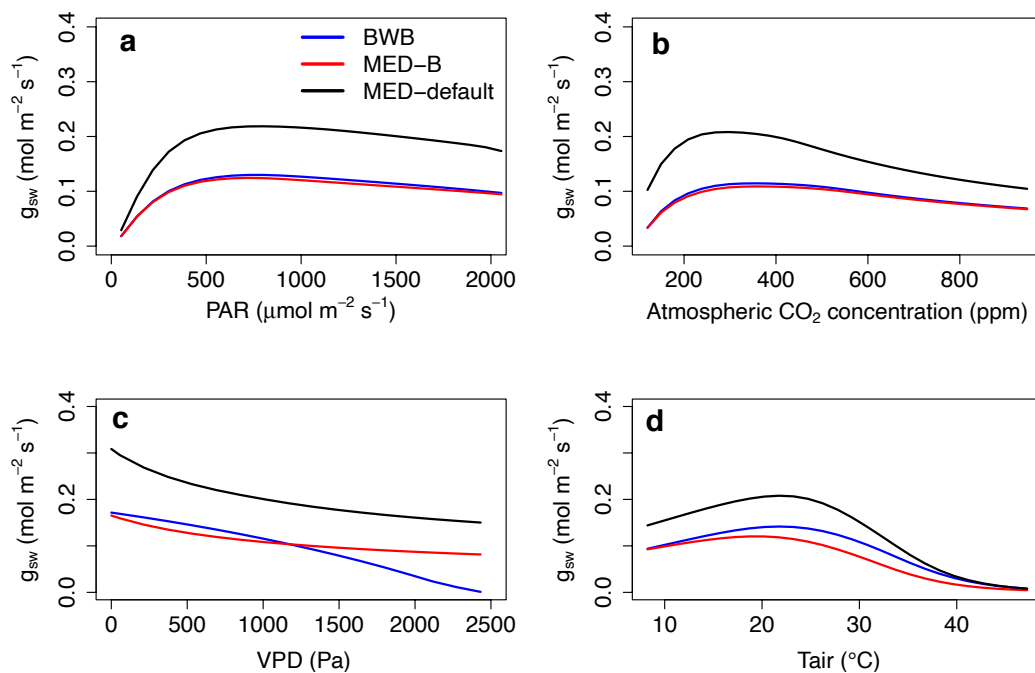 a
BWB
MED−B
MED−default
0.0 0.1 0.2 0.3 0.4
g_sw (mol m⁻² s⁻¹)
0 500 1000 1500 2000
PAR (μmol m⁻² s⁻¹)
b
0.0 0.1 0.2 0.3 0.4
g_sw (mol m⁻² s⁻¹)
200 400 600 800
Atmospheric CO₂ concentration (ppm)
c
0.0 0.2 0.4
g_sw (mol m⁻² s⁻¹)
0 500 1000 1500 2000 2500
VPD (Pa)
d
0.0 0.2 0.4
g_sw (mol m⁻² s⁻¹)
10 20 30 40
Tair (°C)